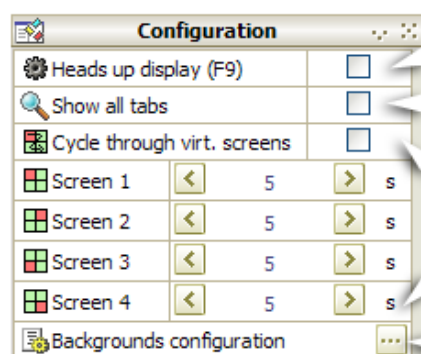 Configuration
Heads up display (F9)
Show all tabs
Cycle through virt. screens
Screen 1 5 s
Screen 2 5 s
Screen 3 5 s
Screen 4 5 s
Backgrounds configuration ...